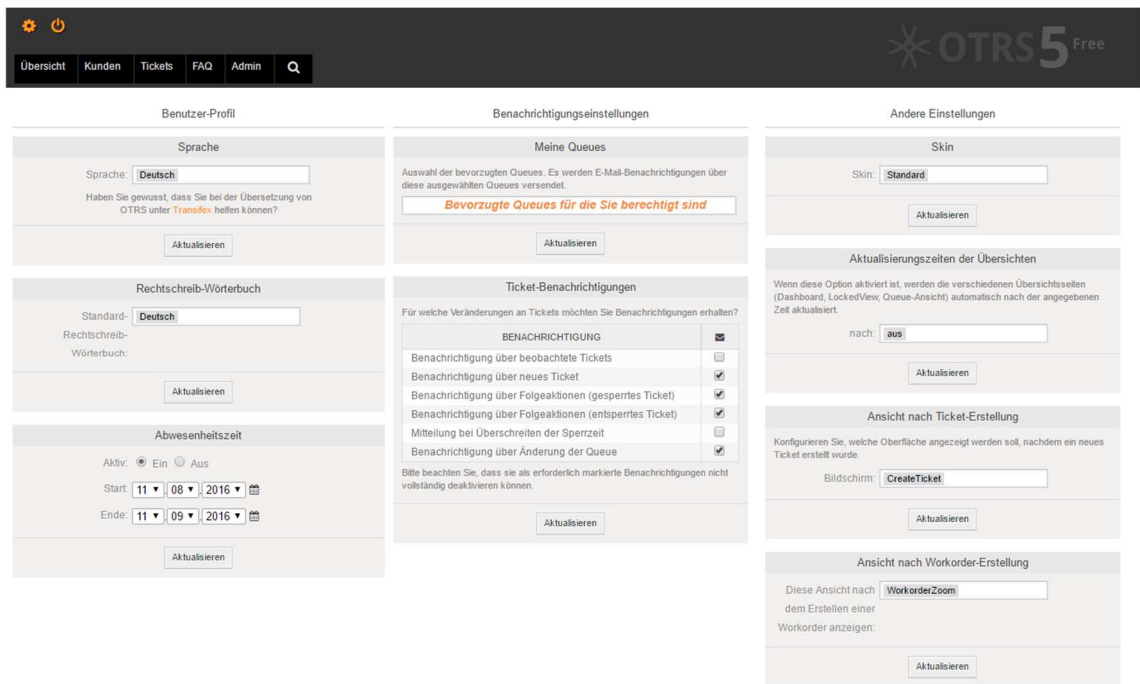 OTRS 5 Free
Übersicht Kunden Tickets FAQ Admin
Benutzer-Profil
Sprache
Sprache: Deutsch
Haben Sie gewusst, dass Sie bei der Übersetzung von
OTRS unter Transifex helfen können?
Aktualisieren
Rechtschreib-Wörterbuch
Standard- Deutsch
Rechtschreib-
Wörterbuch:
Aktualisieren
Abwesenheitszeit
Aktiv: Ein Aus
Start: 11 . 08 . 2016
Ende: 11 . 09 . 2016
Aktualisieren
Benachrichtigungseinstellungen
Meine Queues
Auswahl der bevorzugten Queues. Es werden E-Mail-Benachrichtigungen über
diese ausgewählten Queues versendet.
Bevorzugte Queues für die Sie berechtigt sind
Aktualisieren
Ticket-Benachrichtigungen
Für welche Veränderungen an Tickets möchten Sie Benachrichtigungen erhalten?
BENACHRICHTIGUNG
Benachrichtigung über beobachtete Tickets
Benachrichtigung über neues Ticket
Benachrichtigung über Folgeaktionen (gesperrtes Ticket)
Benachrichtigung über Folgeaktionen (entsperrtes Ticket)
Mitteilung bei Überschreiten der Sperrzeit
Benachrichtigung über Änderung der Queue
Bitte beachten Sie, dass sie als erforderlich markierte Benachrichtigungen nicht
vollständig deaktivieren können.
Aktualisieren
Andere Einstellungen
Skin
Skin: Standard
Aktualisieren
Aktualisierungszeiten der Übersichten
Wenn diese Option aktiviert ist, werden die verschiedenen Übersichtsseiten
(Dashboard, LockedView, Queue-Ansicht) automatisch nach der angegebenen
Zeit aktualisiert.
nach: aus
Aktualisieren
Ansicht nach Ticket-Erstellung
Konfigurieren Sie, welche Oberfläche angezeigt werden soll, nachdem ein neues
Ticket erstellt wurde.
Bildschirm: CreateTicket
Aktualisieren
Ansicht nach Workorder-Erstellung
Diese Ansicht nach WorkorderZoom
dem Erstellen einer
Workorder anzeigen:
Aktualisieren